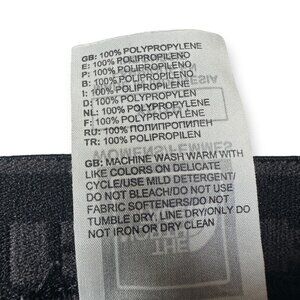 GB: 100% POLYPROPYLENE
E: 100% POLIPROPILENO
P: 100% POLIPROPILENO
B: 100% POLIPROPILENO
1: 100% POLIPROPILENE
D: 100% POLYPROPYLEN
NL: 100% POLYPROPYLENE
F: 100% POLYPROPYLENE
RU: 100% ПОЛИПРОПИЛЕН
TR: 100% POLIPROPILEN
GB: MACHINE WASH WARM WITH
LIKE COLORS ON DELICATE
CYCLE/USE MILD DETERGENT/
DO NOT BLEACH/DO NOT USE
FABRIC SOFTENERS/DO NOT
TUMBLE DRY, LINE DRY/ONLY DO
NOT IRON OR DRY CLEAN